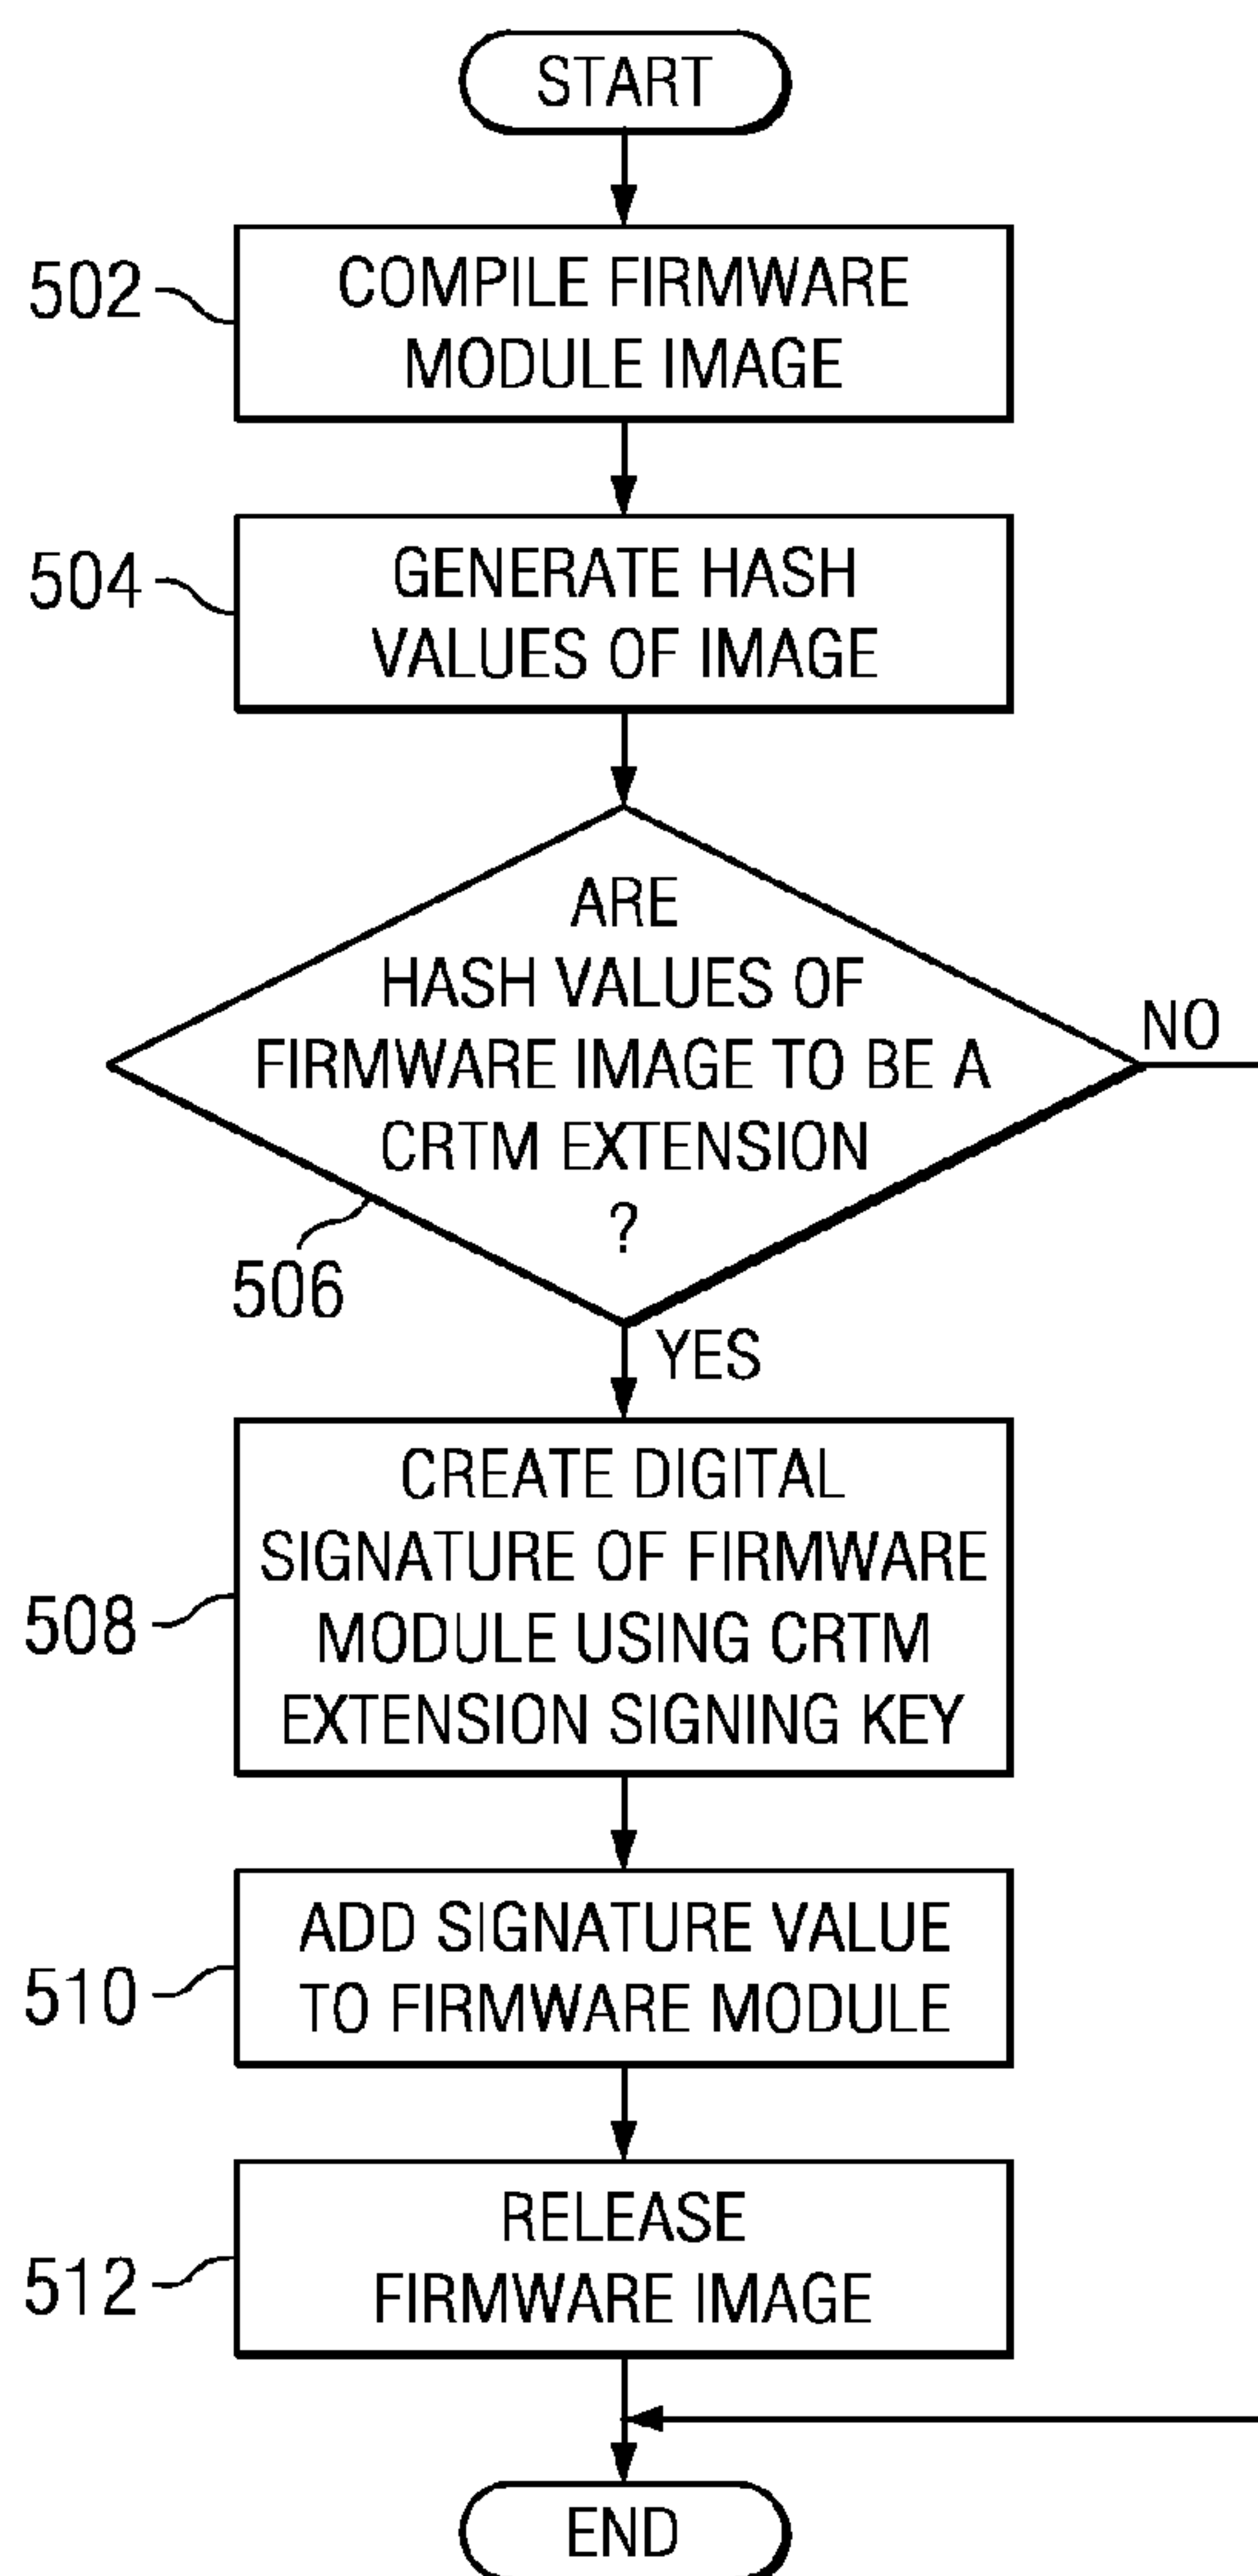 START
502
COMPILE FIRMWARE
MODULE IMAGE
504
GENERATE HASH
VALUES OF IMAGE
ARE
HASH VALUES OF
FIRMWARE IMAGE TO BE A
CRTM EXTENSION
?
NO
506
YES
508
CREATE DIGITAL
SIGNATURE OF FIRMWARE
MODULE USING CRTM
EXTENSION SIGNING KEY
510
ADD SIGNATURE VALUE
TO FIRMWARE MODULE
512
RELEASE
FIRMWARE IMAGE
END